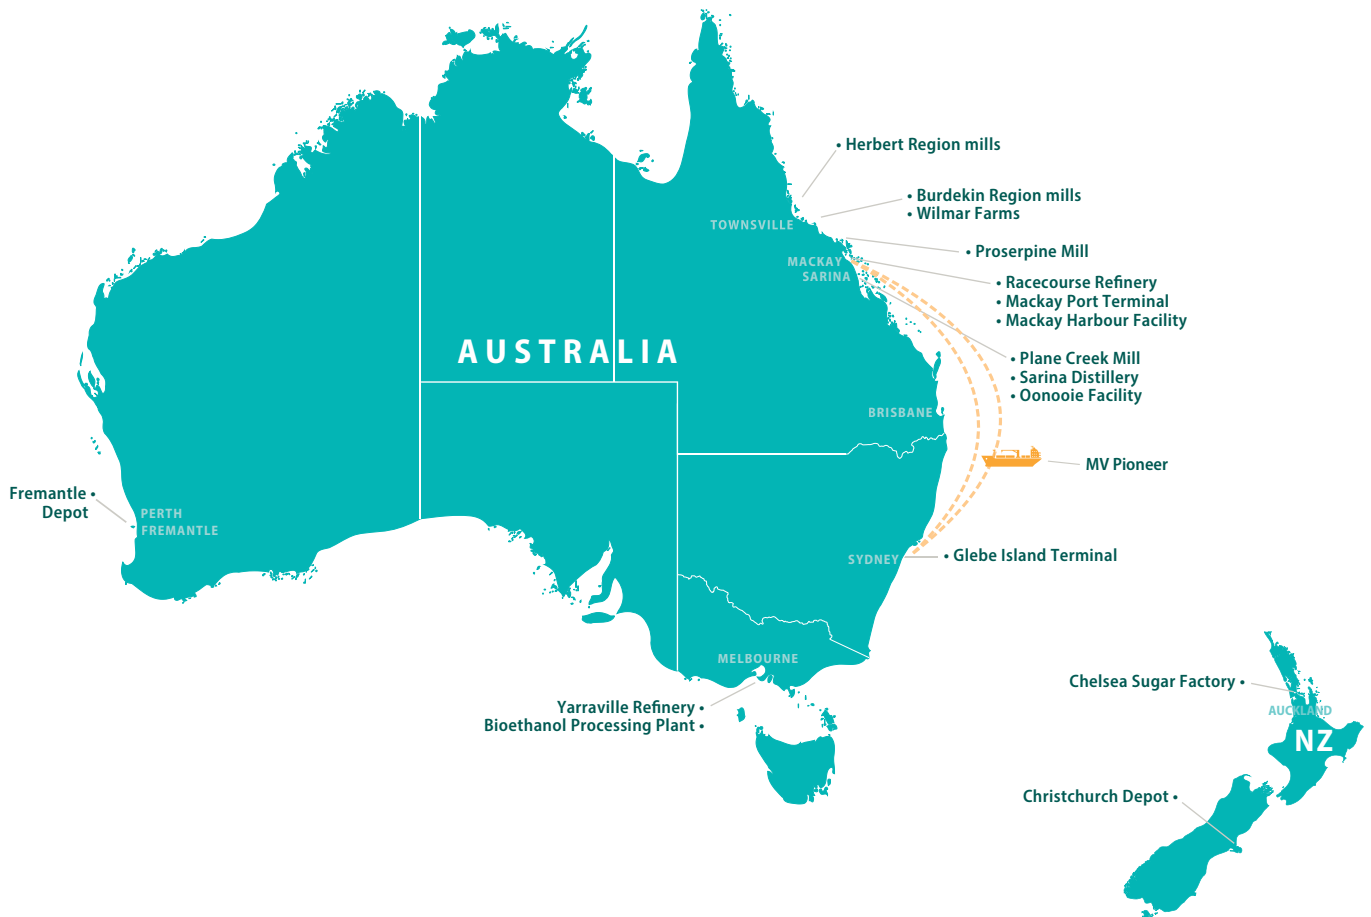 • Herbert Region mills
• Burdekin Region mills
• Wilmar Farms
TOWNSVILLE
• Proserpine Mill
MACKAY
SARINA
• Racecourse Refinery
• Mackay Port Terminal
• Mackay Harbour Facility
AUSTRALIA
• Plane Creek Mill
• Sarina Distillery
• Oonooie Facility
BRISBANE
MV Pioneer
Fremantle •
Depot
PERTH
FREMANTLE
SYDNEY
• Glebe Island Terminal
MELBOURNE
Yarraville Refinery •
Bioethanol Processing Plant •
Chelsea Sugar Factory •
AUCKLAND
NZ
Christchurch Depot •